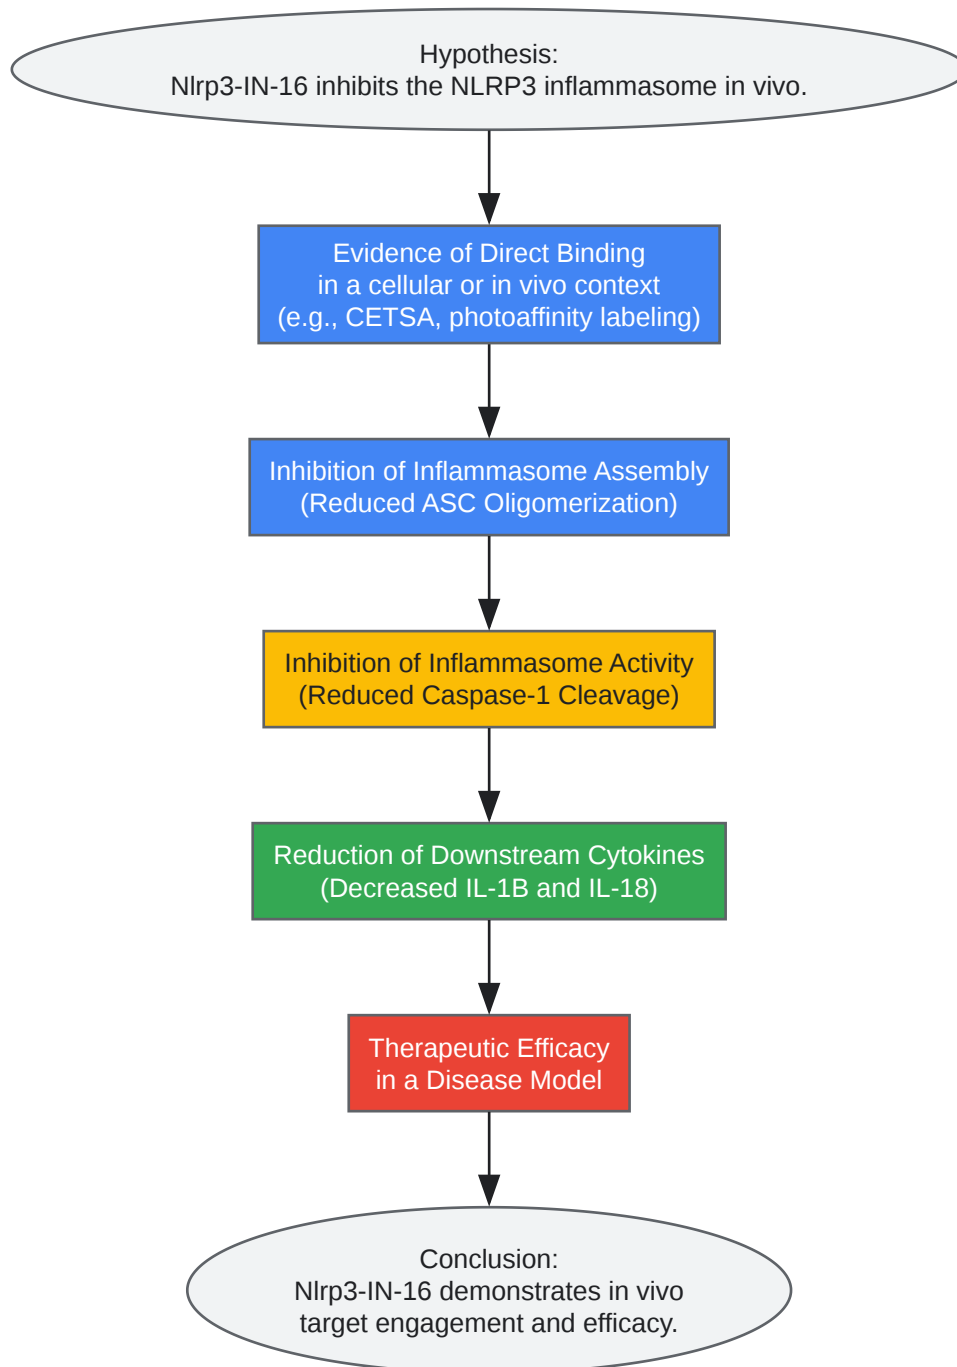 Hypothesis:
Nlrp3-IN-16 inhibits the NLRP3 inflammasome in vivo.
Evidence of Direct Binding
in a cellular or in vivo context
(e.g., CETSA, photoaffinity labeling)
Inhibition of Inflammasome Assembly
(Reduced ASC Oligomerization)
Inhibition of Inflammasome Activity
(Reduced Caspase-1 Cleavage)
Reduction of Downstream Cytokines
(Decreased IL-1B and IL-18)
Therapeutic Efficacy
in a Disease Model
Conclusion:
Nlrp3-IN-16 demonstrates in vivo
target engagement and efficacy.